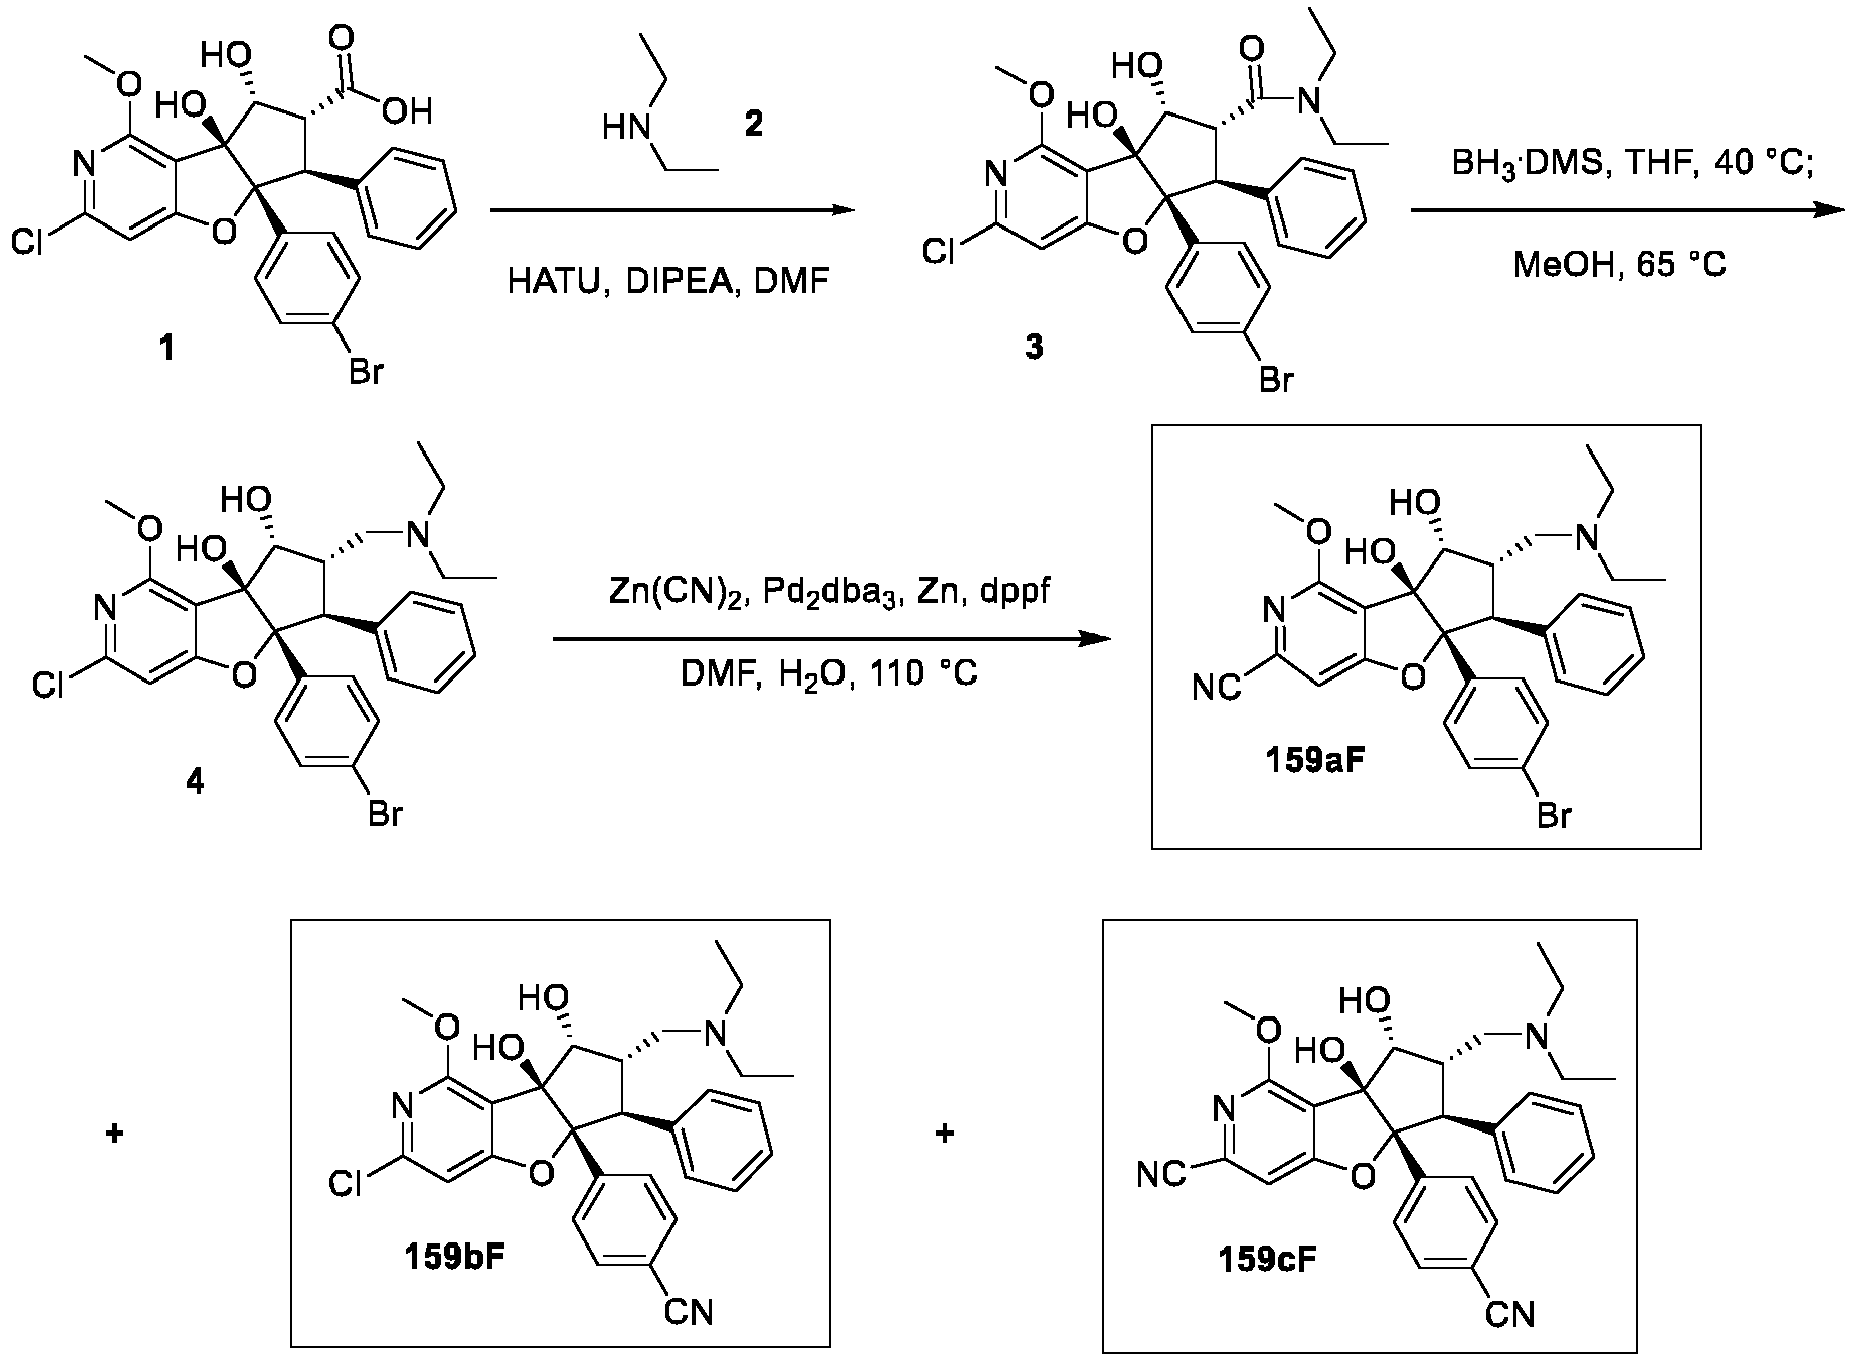 HO
O
O
HO
OH
N
O
Cl
1
Br
HN
2
HATU, DIPEA, DMF
HO
O
O
HO
N
N
O
Cl
3
Br
BH3·DMS, THF, 40 °C;
MeOH, 65 °C
HO
O
HO
N
N
O
Cl
4
Br
Zn(CN)2, Pd2dba3, Zn, dppf
DMF, H2O, 110 °C
HO
O
HO
N
N
O
NC
159aF
Br
+
HO
O
HO
N
N
O
Cl
159bF
CN
+
HO
O
HO
N
N
O
NC
159cF
CN